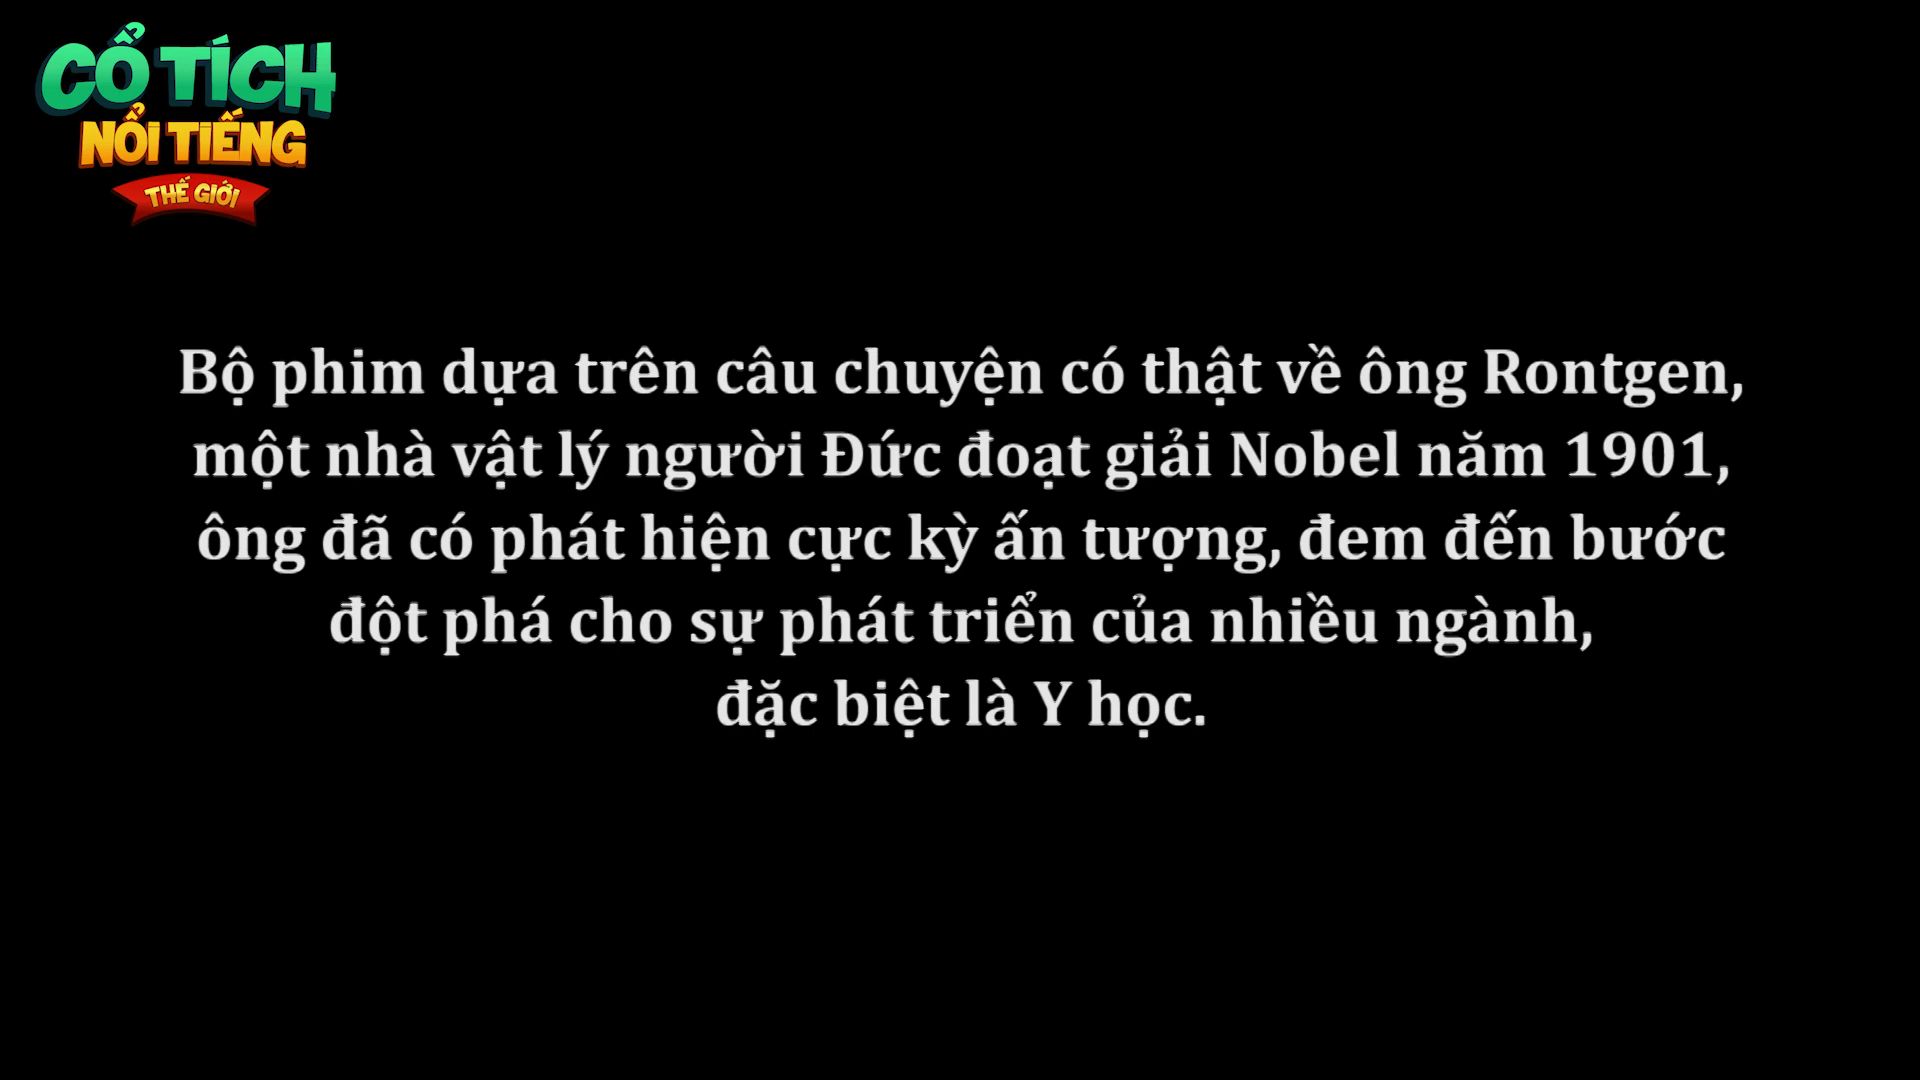 CỔ TÍCH
NỔI TIẾNG
THẾ GIỚI
Bộ phim dựa trên câu chuyện có thật về ông Rontgen,
một nhà vật lý người Đức đoạt giải Nobel năm 1901,
ông đã có phát hiện cực kỳ ấn tượng, đem đến bước
đột phá cho sự phát triển của nhiều ngành,
đặc biệt là Y học.